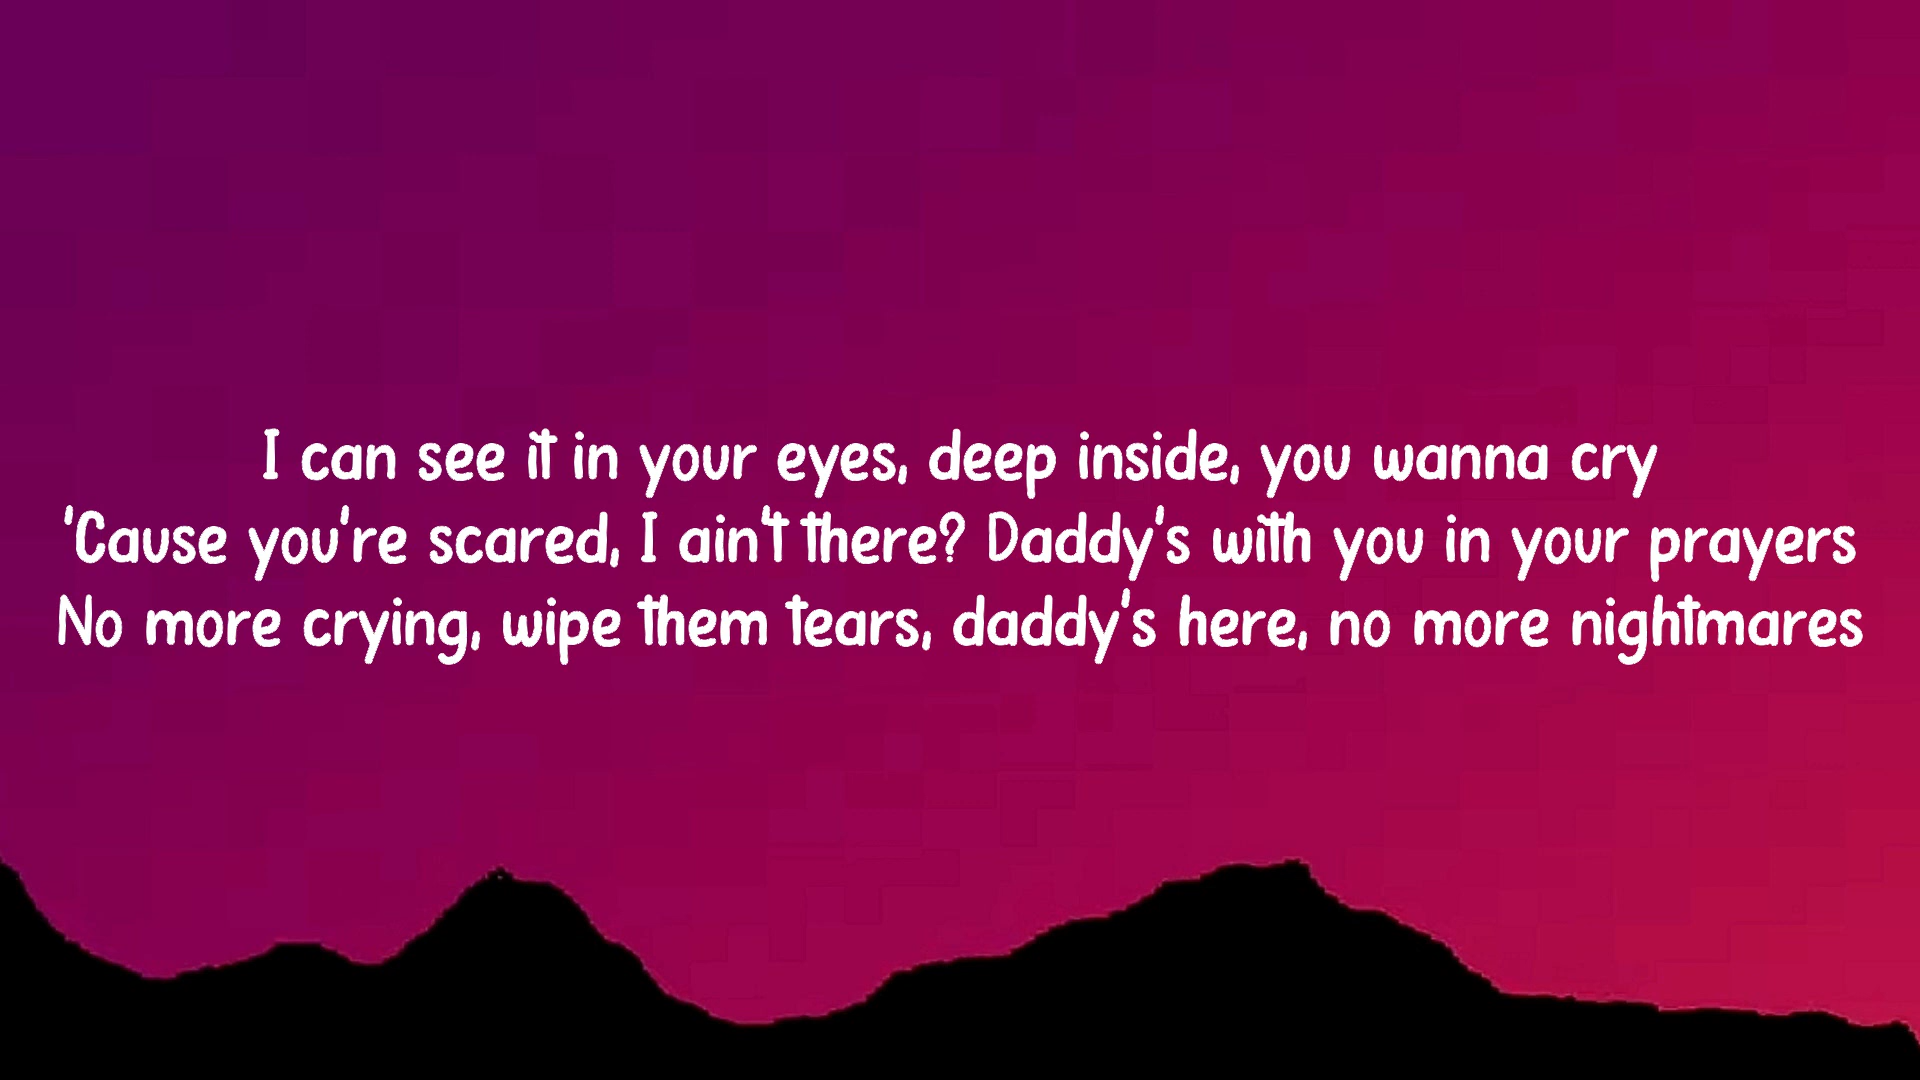 I can see it in your eyes, deep inside, you wanna cry
'Cause you're scared, I ain't there? Daddy's with you in your prayers
No more crying, wipe them tears, daddy's here, no more nightmares